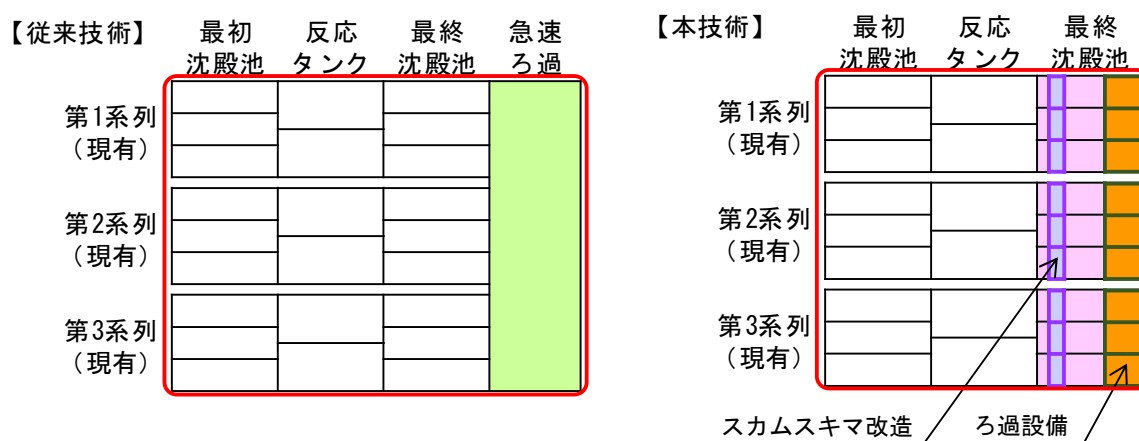 【従来技術】
最初
沈殿池
反応
タンク
最終
沈殿池
急速
ろ過
第1系列
（現有）
第2系列
（現有）
第3系列
（現有）
【本技術】
最初
沈殿池
反応
タンク
最終
沈殿池
第1系列
（現有）
第2系列
（現有）
第3系列
（現有）
スカムスキマ改造
ろ過設備